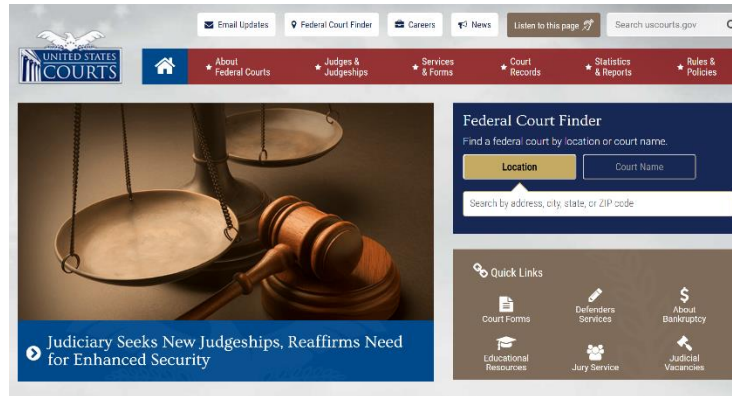 Email Updates
Federal Court Finder
Careers
News
Listen to this page
Search uscourts.gov
UNITED STATES
COURTS
About
Federal Courts
Judges &
Judgeships
Services
& Forms
Court
Records
Statistics
& Reports
Rules &
Policies
Federal Court Finder
Find a federal court by location or court name.
Location
Court Name
Search by address, city, state, or ZIP code
Judiciary Seeks New Judgeships, Reaffirms Need
for Enhanced Security
Quick Links
Court Forms
Defenders
Services
About
Bankruptcy
Educational
Resources
Jury Service
Judicial
Vacancies